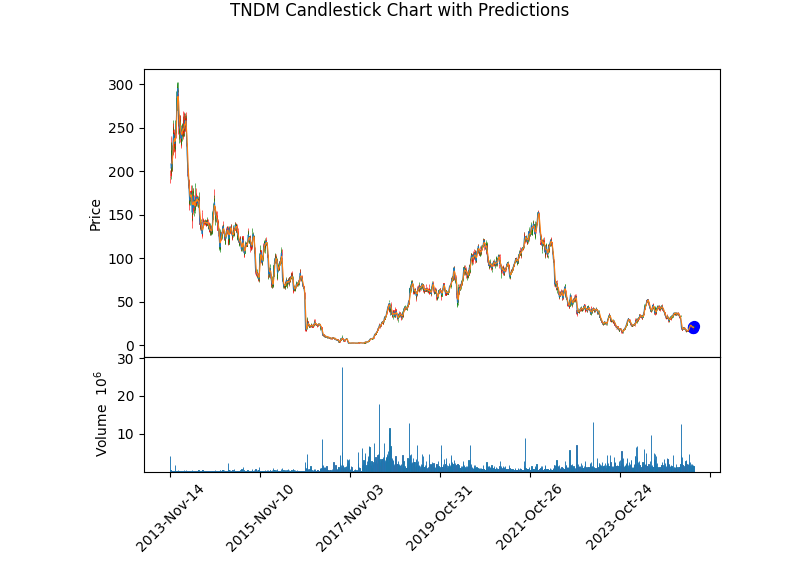 TNDM Candlestick Chart with Predictions
300
250
200
150
100
50
0
Price
30
20
10
Volume 10^6
2013-Nov-14
2015-Nov-10
2017-Nov-03
2019-Oct-31
2021-Oct-26
2023-Oct-24